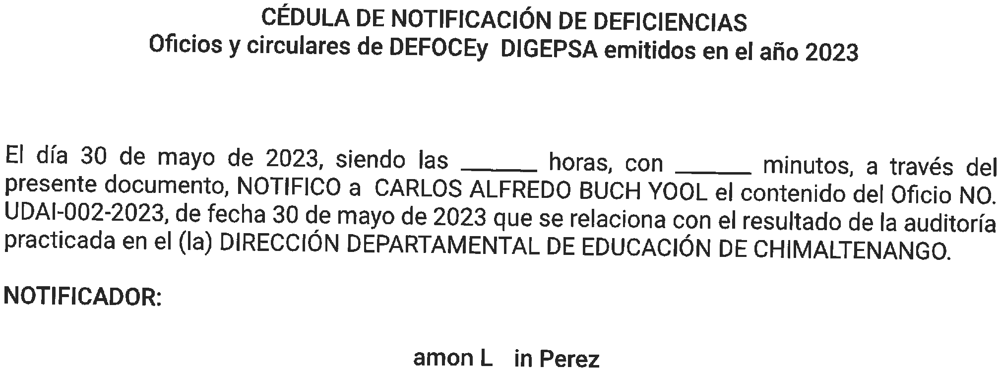 CÉDULA DE NOTIFICACIÓN DE DEFICIENCIAS
Oficios y circulares de DEFOCEy DIGEPSA emitidos en el año 2023
El día 30 de mayo de 2023, siendo las ______ horas, con ______ minutos, a través del
presente documento, NOTIFICO a CARLOS ALFREDO BUCH YOOL el contenido del Oficio NO.
UDAI-002-2023, de fecha 30 de mayo de 2023 que se relaciona con el resultado de la auditoría
practicada en el (la) DIRECCIÓN DEPARTAMENTAL DE EDUCACIÓN DE CHIMALTENANGO.
NOTIFICADOR:
Perez